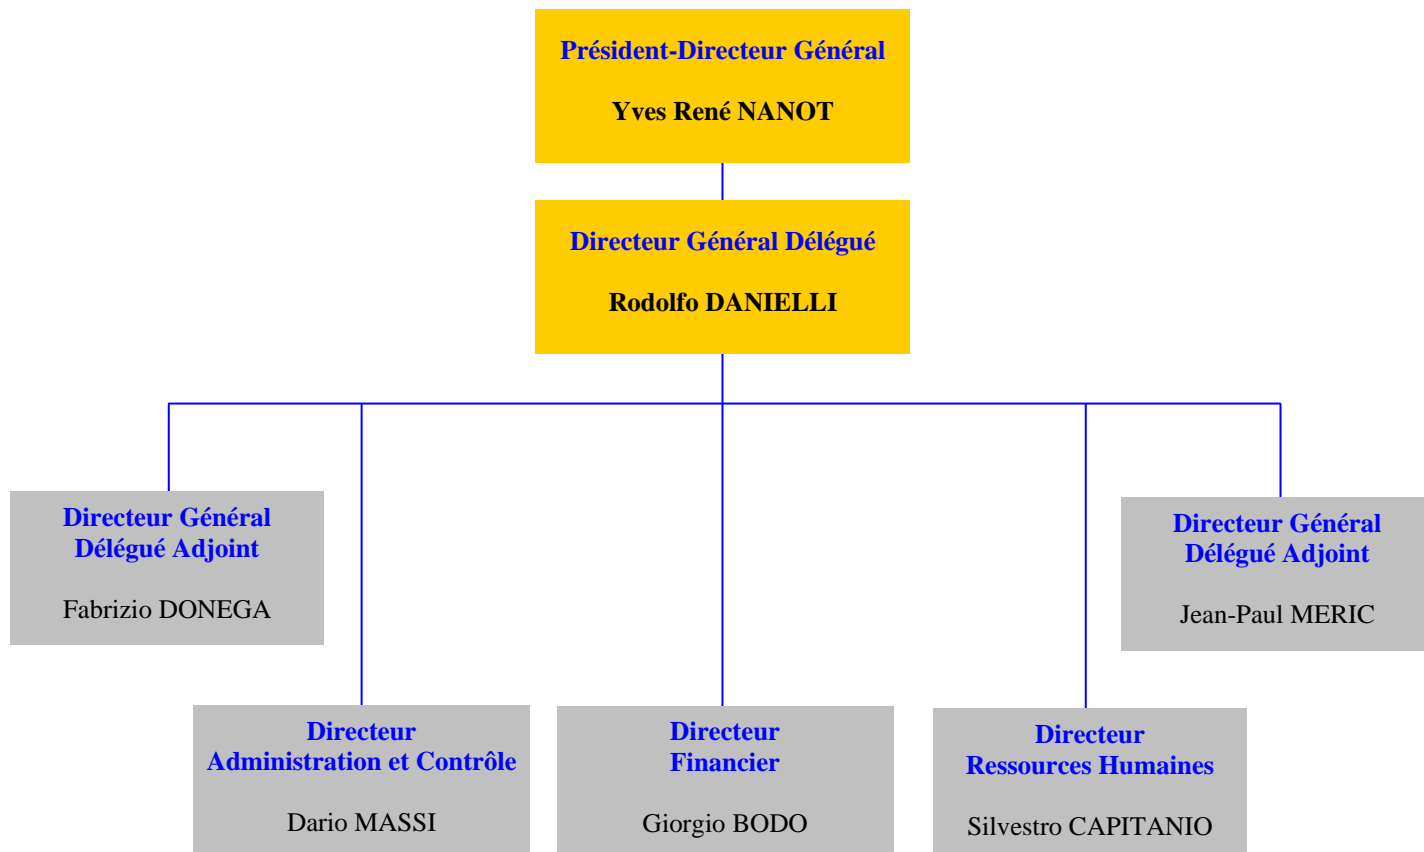 Président-Directeur Général
Yves René NANOT
Directeur Général Délégué
Rodolfo DANIELLI
Directeur Général
Délégué Adjoint
Fabrizio DONEGA
Directeur Général
Délégué Adjoint
Jean-Paul MERIC
Directeur
Administration et Contrôle
Dario MASSI
Directeur
Financier
Giorgio BODO
Directeur
Ressources Humaines
Silvestro CAPITANIO